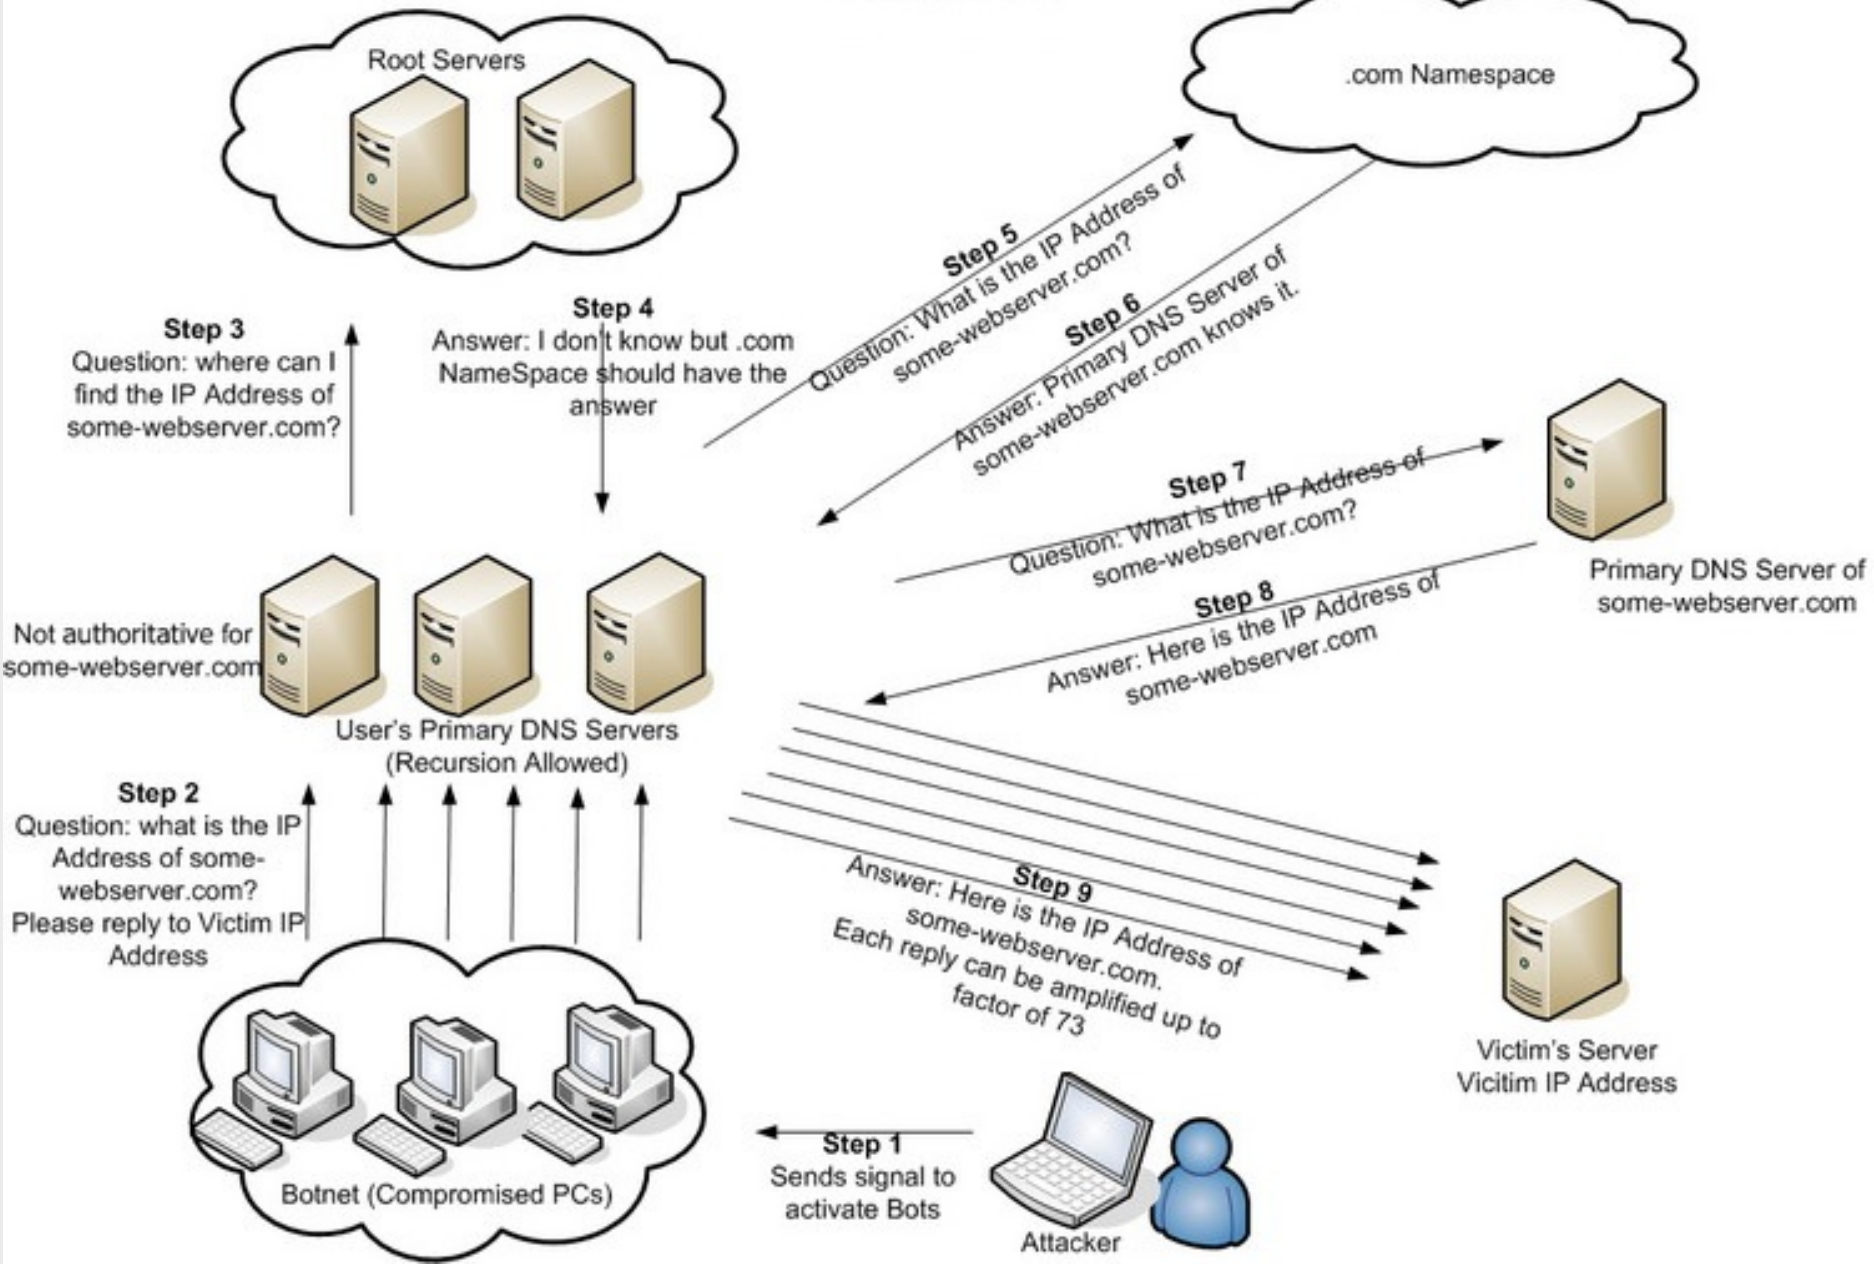 Root Servers
.com Namespace
Step 3
Question: where can I
find the IP Address of
some-webserver.com?
Step 4
Answer: I don't know but .com
NameSpace should have the
answer
Step 5
Question: What is the IP Address of
some-webserver.com?
Step 6
Answer: Primary DNS Server of
some-webserver.com knows it.
Step 7
Question: What is the IP Address of
some-webserver.com?
Primary DNS Server of
some-webserver.com
Step 8
Answer: Here is the IP Address of
some-webserver.com
Not authoritative for
some-webserver.com
User's Primary DNS Servers
(Recursion Allowed)
Step 2
Question: what is the IP
Address of some-
webserver.com?
Please reply to Victim IP
Address
Step 9
Answer: Here is the IP Address of
some-webserver.com.
Each reply can be amplified up to
factor of 73
Victim's Server
Vicitim IP Address
Botnet (Compromised PCs)
Step 1
Sends signal to
activate Bots
Attacker